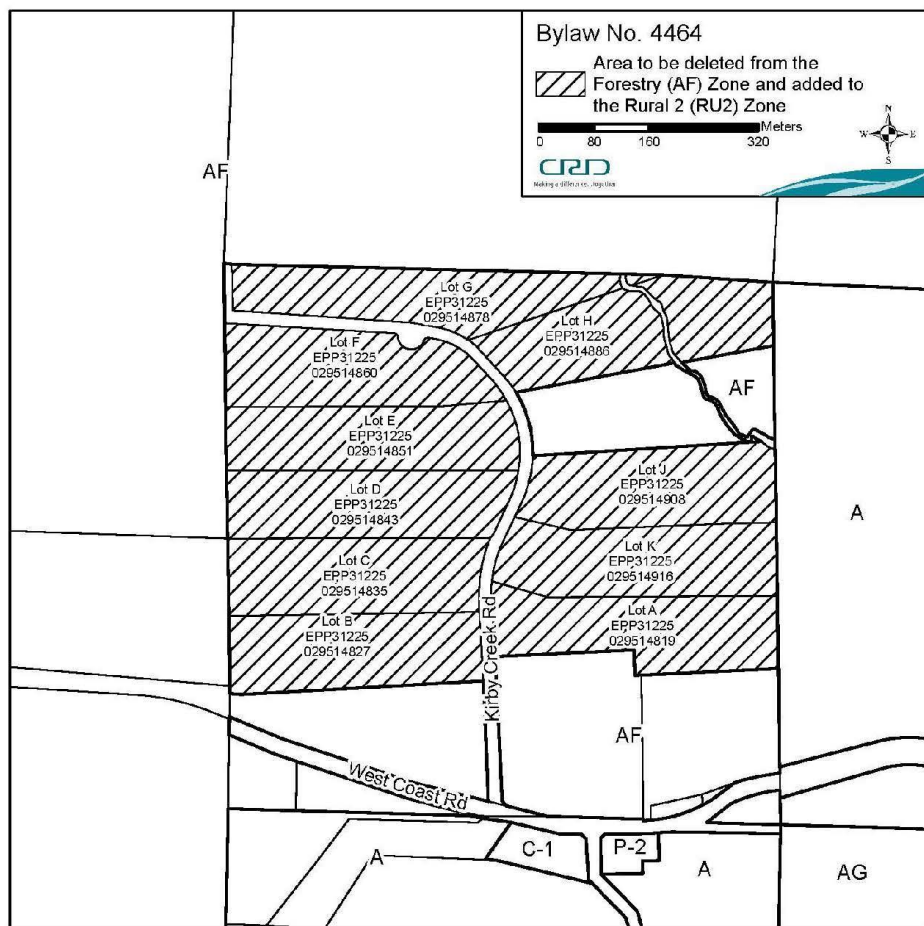 Bylaw No. 4464
Area to be deleted from the
Forestry (AF) Zone and added to
the Rural 2 (RU2) Zone
Meters
0 80 160 320
N
W E
S
CRD
Making a difference...together
AF
Lot G
EPP31225
029514878
Lot H
EPP31225
029514886
Lot F
EPP31225
029514860
AF
Lot E
EPP31225
029514851
Lot J
EPP31225
029514908
Lot D
EPP31225
029514843
A
Lot K
EPP31225
029514916
Lot C
EPP31225
029514835
Lot A
EPP31225
029514819
Lot B
EPP31225
029514827
Kirby Creek Rd
AF
West Coast Rd
C-1
P-2
A
A
AG